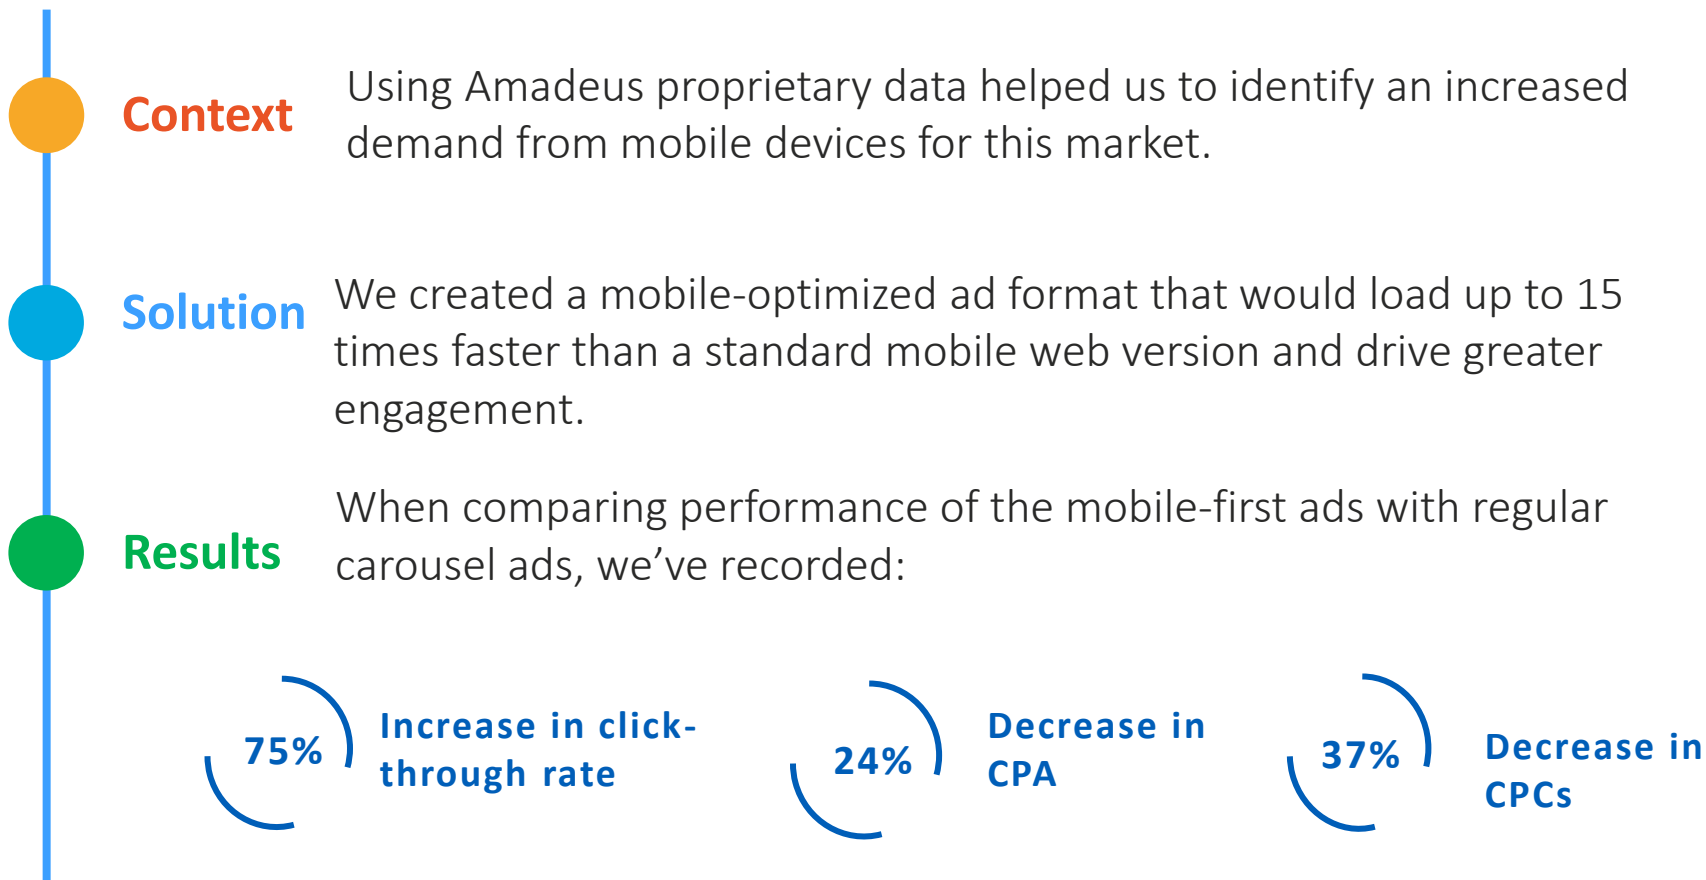 Context
Using Amadeus proprietary data helped us to identify an increased
demand from mobile devices for this market.
Solution
We created a mobile-optimized ad format that would load up to 15
times faster than a standard mobile web version and drive greater
engagement.
Results
When comparing performance of the mobile-first ads with regular
carousel ads, we’ve recorded:
75%
Increase in click-
through rate
24%
Decrease in
CPA
37%
Decrease in
CPCs